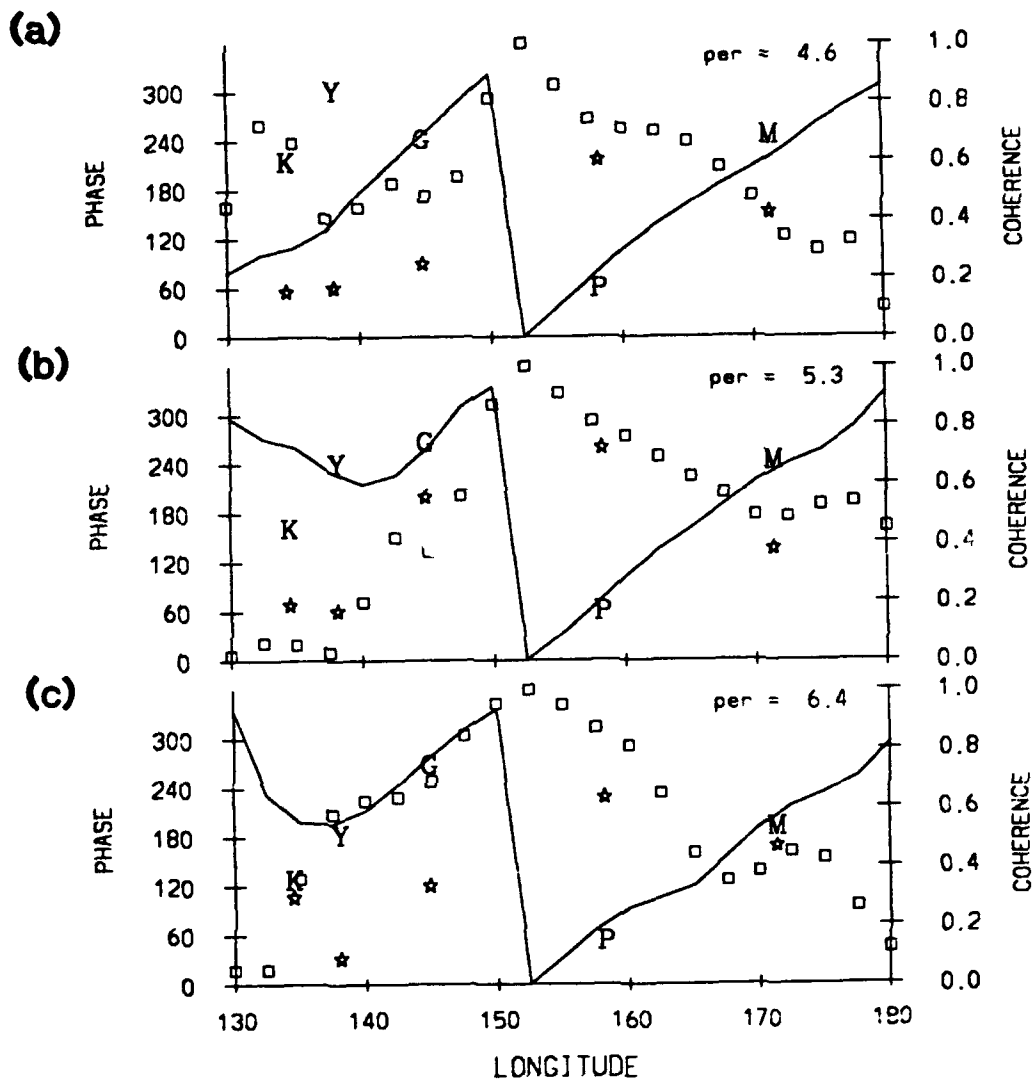 (a)
per = 4.6
PHASE
300
240
180
120
60
0
K
Y
G
P
M
1.0
0.8
0.6
0.4
0.2
0.0
COHERENCE
(b)
per = 5.3
PHASE
300
240
180
120
60
0
K
Y
G
P
M
1.0
0.8
0.6
0.4
0.2
0.0
COHERENCE
(c)
per = 6.4
PHASE
300
240
180
120
60
0
K
Y
G
P
M
1.0
0.8
0.6
0.4
0.2
0.0
COHERENCE
130 140 150 160 170 190
LONGITUDE